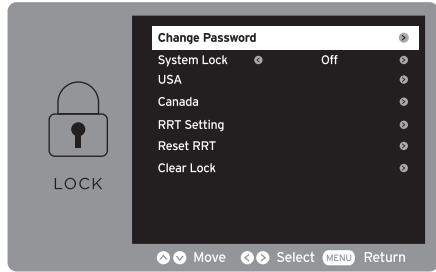 Change Password
System Lock Off
USA
Canada
RRT Setting
Reset RRT
Clear Lock
LOCK
Move Select MENU Return